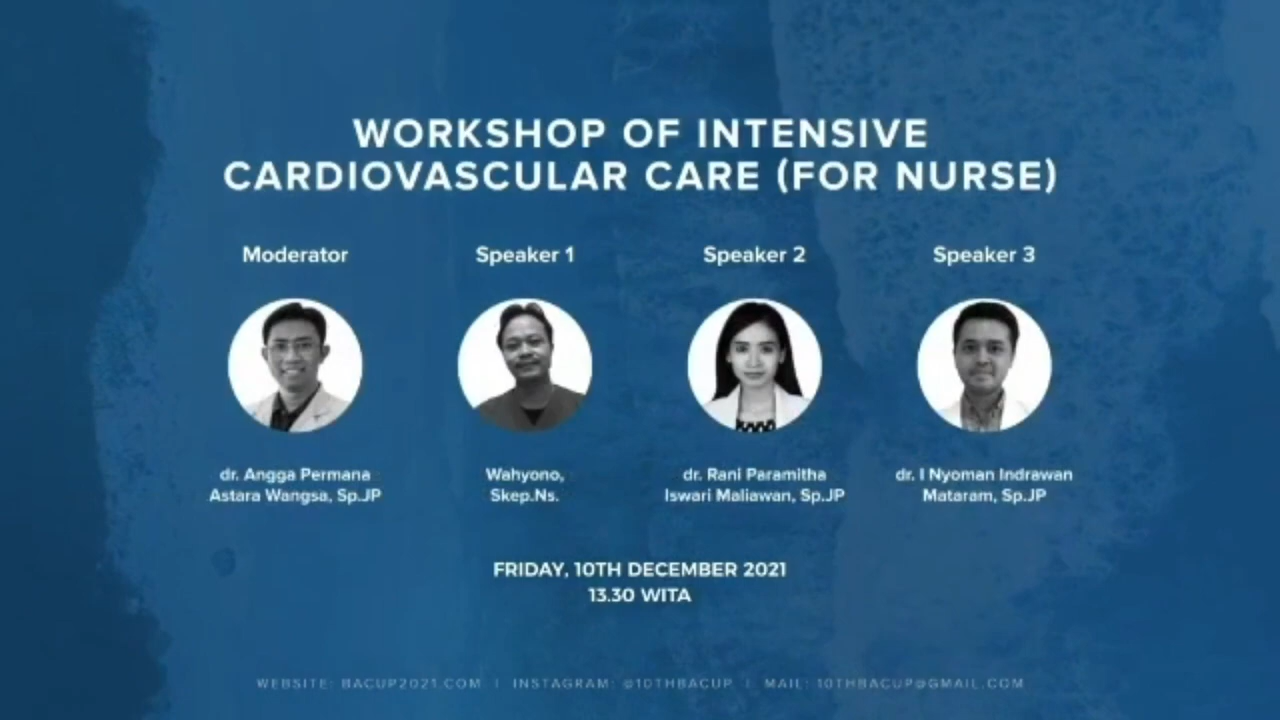 WORKSHOP OF INTENSIVE
CARDIOVASCULAR CARE (FOR NURSE)
Moderator
Speaker 1
Speaker 2
Speaker 3
dr. Angga Permana
Astara Wangsa, Sp.JP
Wahyono,
Skep.Ns.
dr. Rani Paramitha
Iswari Maliawan, Sp.JP
dr. I Nyoman Indrawan
Mataram, Sp.JP
FRIDAY, 10TH DECEMBER 2021
13.30 WITA
WEBSITE: BACUP2021.COM | INSTAGRAM: @10THBACUP | MAIL: 10THBACUP@GMAIL.COM